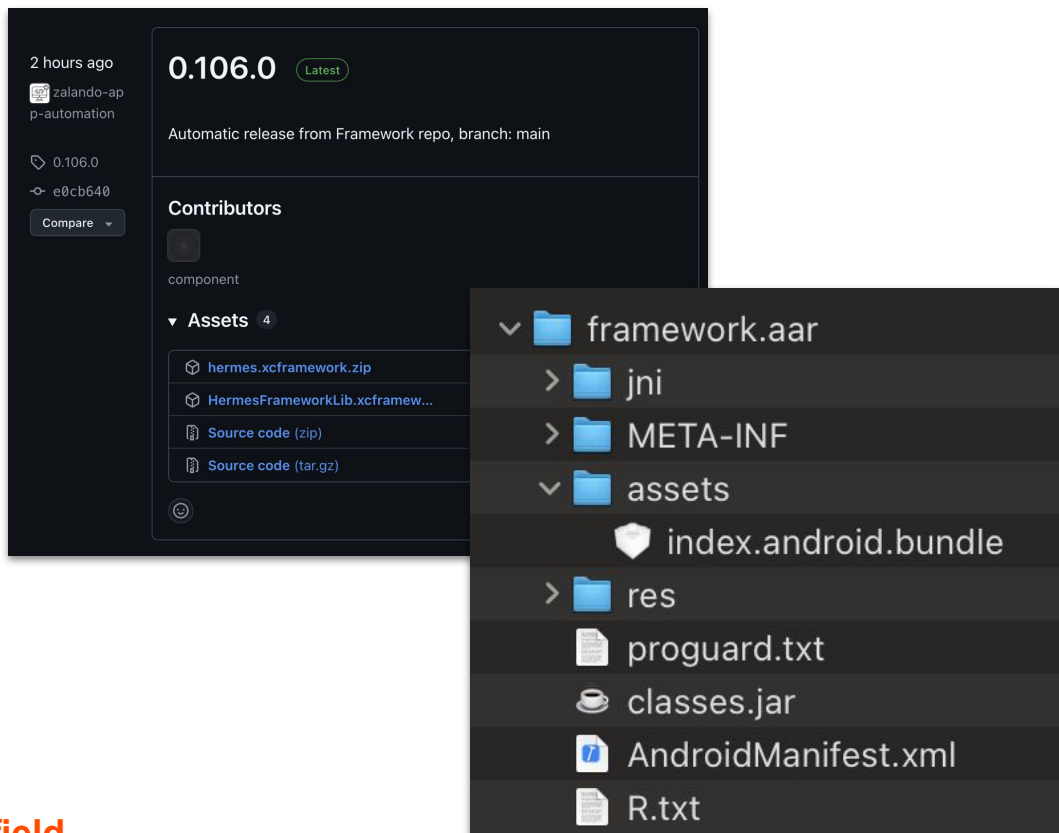 2 hours ago
zalando-ap
p-automation
0.106.0
e0cb640
Compare
0.106.0 Latest
Automatic release from Framework repo, branch: main
Contributors
component
Assets 4
hermes.xcframework.zip
HermesFrameworkLib.xcframew...
Source code (zip)
Source code (tar.gz)
framework.aar
jni
META-INF
assets
index.android.bundle
res
proguard.txt
classes.jar
AndroidManifest.xml
R.txt